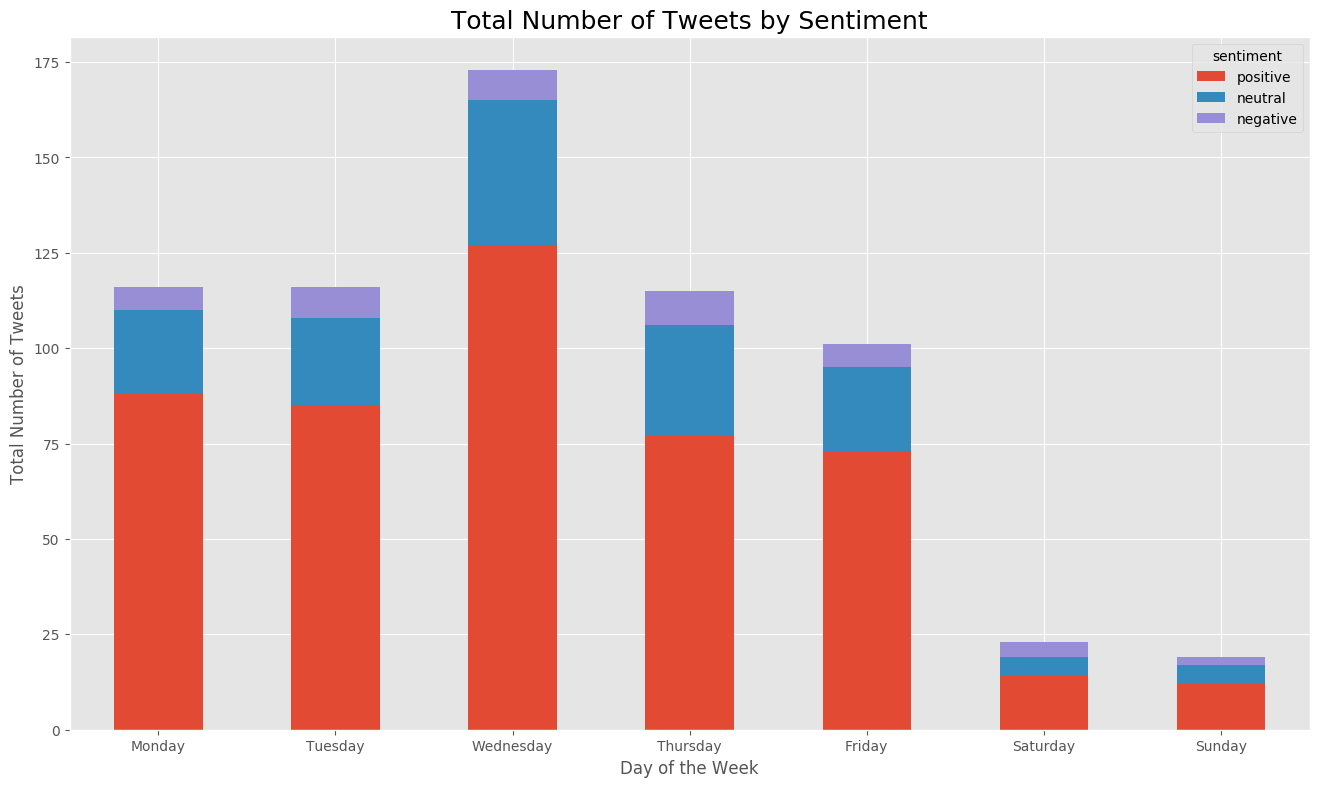 Total Number of Tweets by Sentiment
sentiment
positive
neutral
negative
Total Number of Tweets
175
150
125
100
75
50
25
0
Monday Tuesday Wednesday Thursday Friday Saturday Sunday
Day of the Week